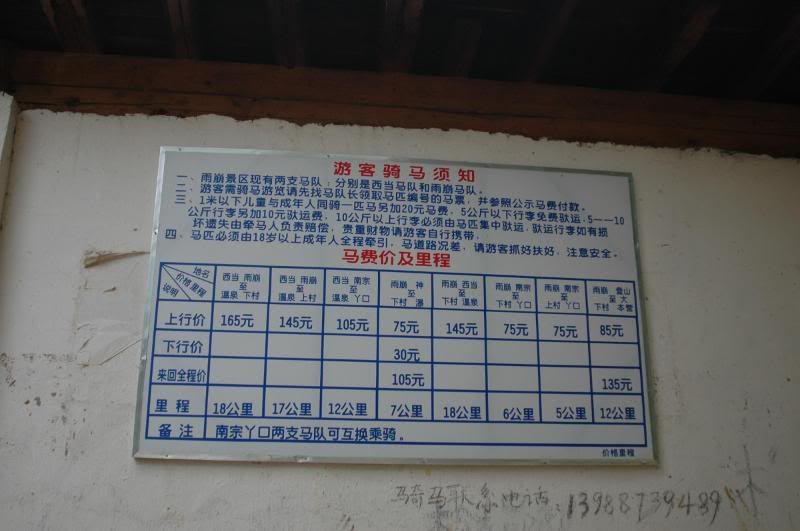 游客骑马须知
一、雨崩景区现有两支马队：分别是西当马队和雨崩马队。
二、游客需骑马游览请先找马队长领取马匹编号的马票，并参照公示马费付款。
三、1米以下儿童与成年人同骑一匹马另加20元马费，5公斤以下行李免费驮运，5——10
公斤行李另加10元驮运费，10公斤以上行李必须由马匹集中驮运，驮运行李如有损
坏遗失由牵马人负责赔偿，贵重财物请游客自行携带，
四、马匹必须由18岁以上成年人全程牵引，马道路况差，请游客抓好扶好，注意安全。
马费价及里程
地名 价格里程 说明 西当 雨崩 至 温泉 下村 西当 雨崩 至 温泉 上村 西当 南宗 至 温泉 丫口 雨崩 神 至 下村 瀑 雨崩 西当 至 下村 温泉 雨崩 南宗 至 下村 丫口 雨崩 南宗 至 上村 丫口 雨崩 登山 至 大 下村 本营
上行价 165元 145元 105元 75元 145元 75元 75元 85元
下行价 30元
来回全程价 105元 135元
里程 18公里 17公里 12公里 7公里 18公里 6公里 5公里 12公里
备注 南宗丫口两支马队可互换乘骑。
价格里程
骑马联系电话：13988739489